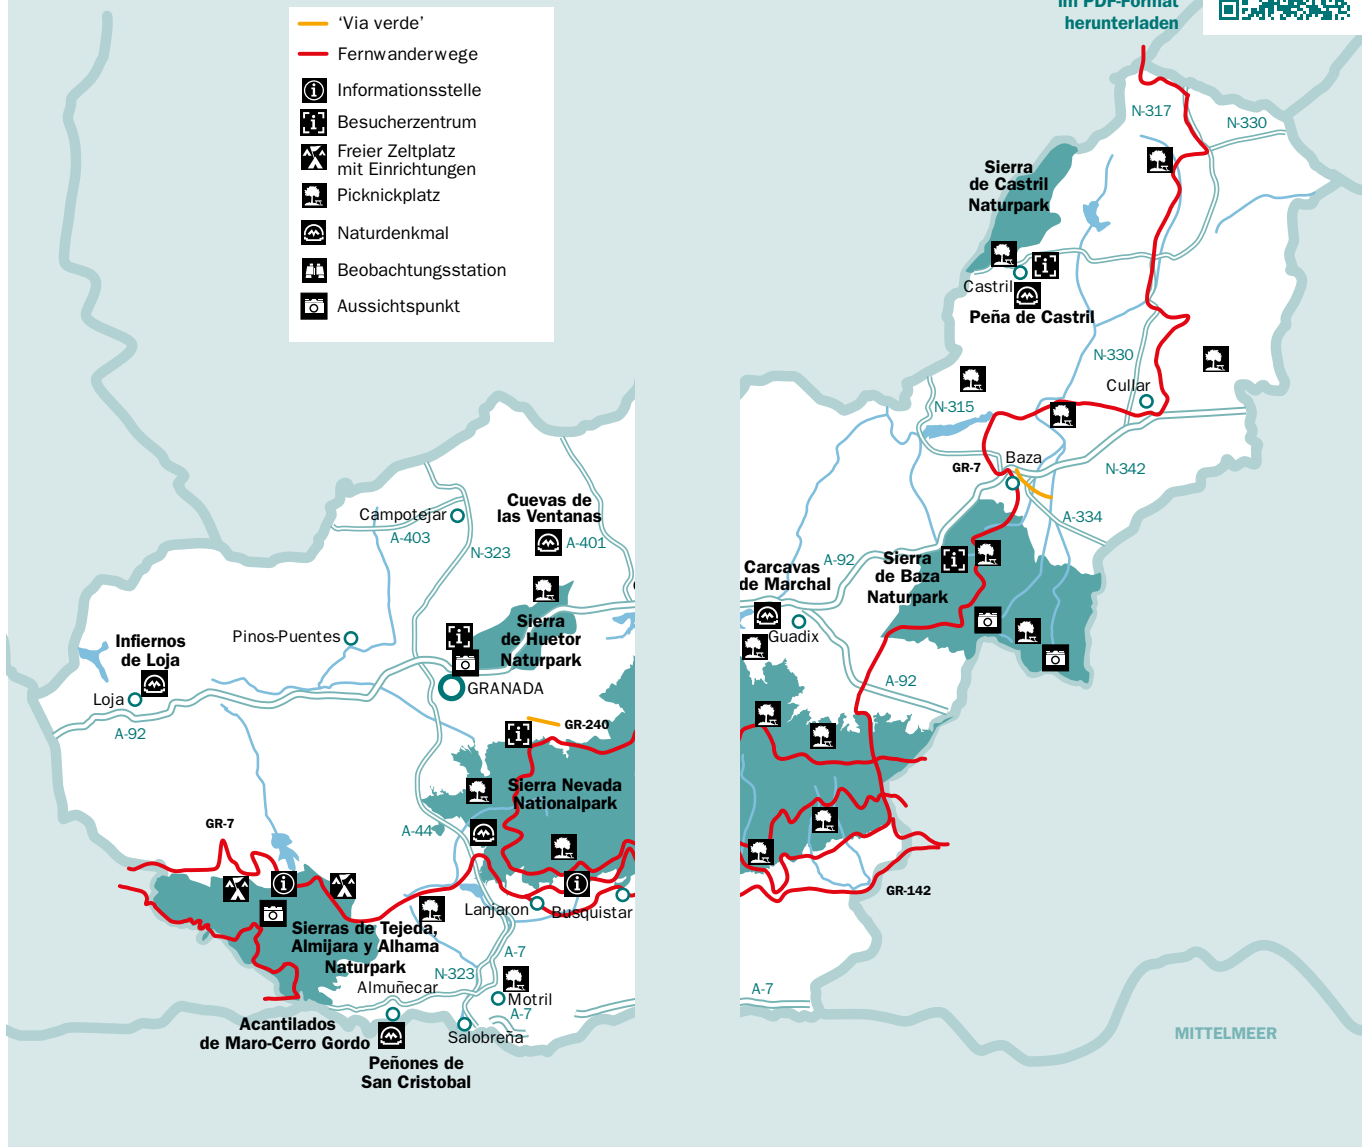 im PDF-Format
herunterladen
'Via verde'
Fernwanderwege
Informationsstelle
Besucherzentrum
Freier Zeltplatz
mit Einrichtungen
Picknickplatz
Naturdenkmal
Beobachtungsstation
Aussichtspunkt
N-317
N-330
Sierra
de Castril
Naturpark
Castril
Peña de Castril
N-330
Cullar
N-315
Baza
GR-7
N-342
A-334
Cuevas de
las Ventanas
Campotejar
A-403
N-323
A-401
A-92
Sierra
de Baza
Naturpark
Carcavas
de Marchal
Guadix
A-92
Sierra
de Huetor
Naturpark
Pinos-Puentes
Infiernos
de Loja
Loja
A-92
GRANADA
GR-240
Sierra Nevada
Nationalpark
A-44
GR-7
GR-142
Lanjaron
Busquistar
Sierras de Tejeda,
Almijara y Alhama
Naturpark
A-7
N-323
Almuñecar
Motril
A-7
A-7
Acantilados
de Maro-Cerro Gordo
Salobreña
Peñones de
San Cristobal
MITTELMEER